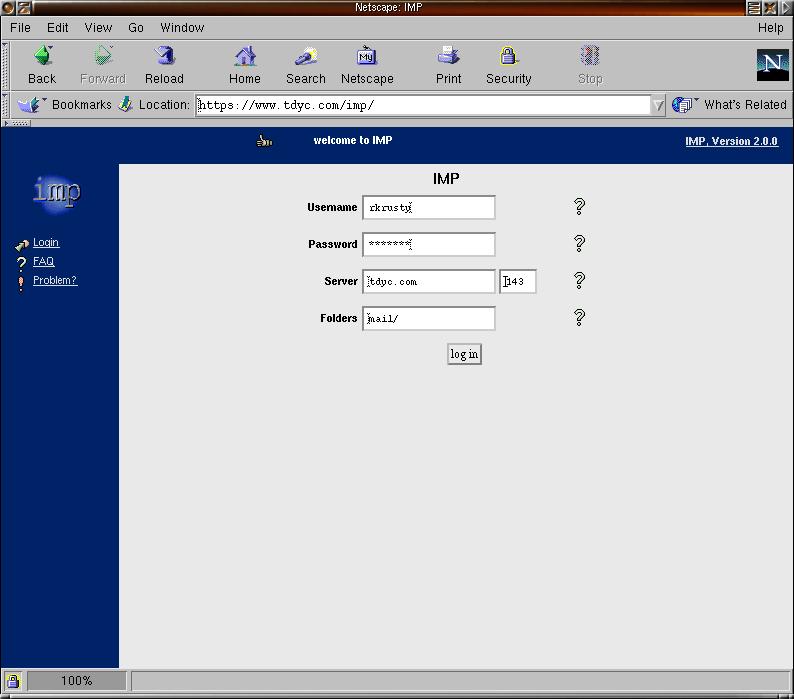 Netscape: IMP
File Edit View Go Window Help
Back Forward Reload Home Search Netscape Print Security Stop
My
N
Bookmarks Location: https://www.tdyc.com/imp/ What's Related
welcome to IMP IMP, Version 2.0.0
imp
Login
FAQ
Problem?
IMP
Username rkrusty ?
Password ******* ?
Server tdyc.com 143 ?
Folders mail/ ?
log in
100%